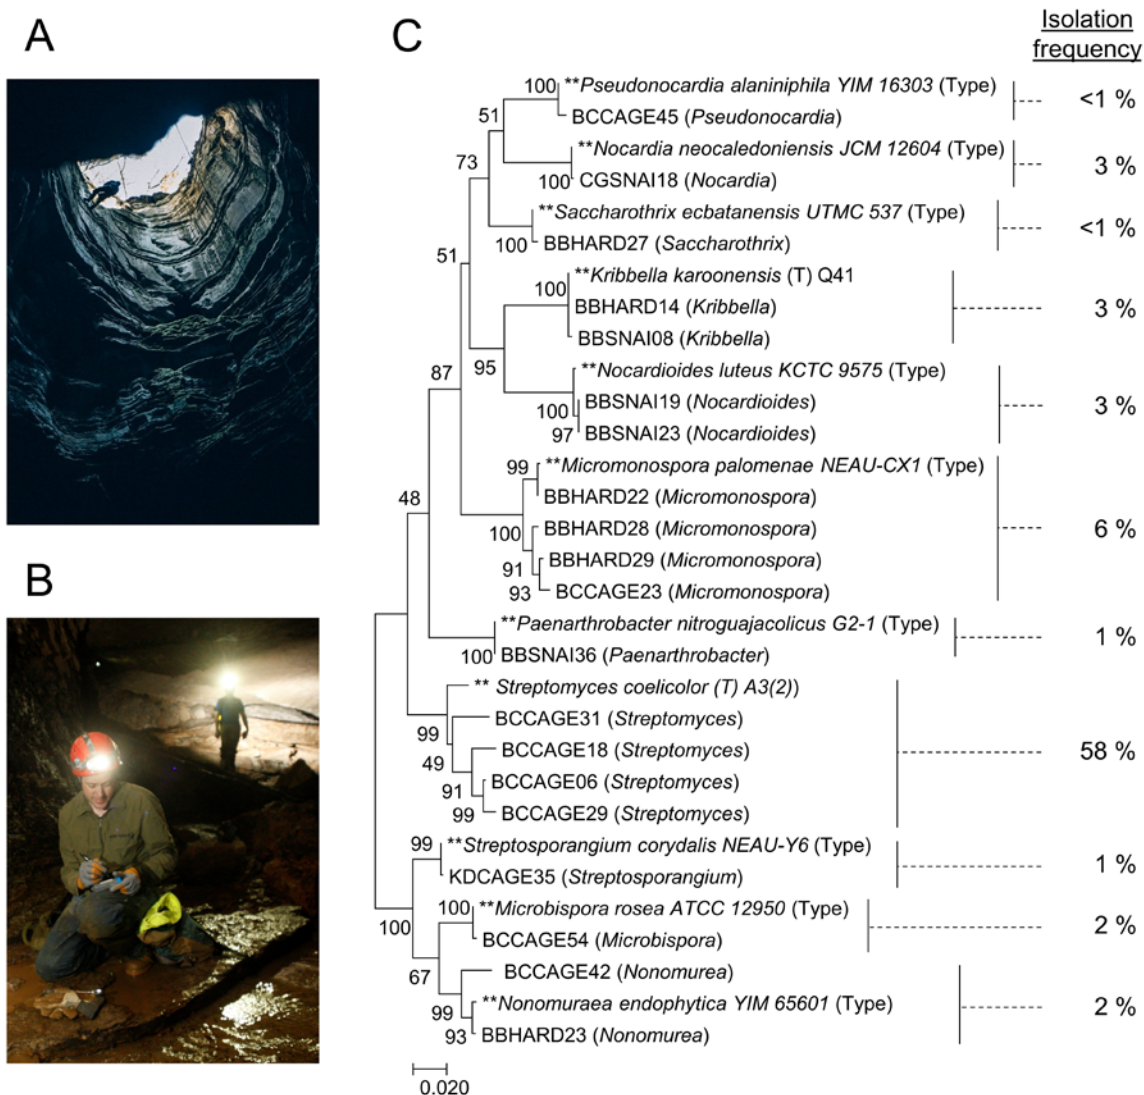 A
B
C
Isolation
frequency
100 **Pseudonocardia alaniniphila YIM 16303 (Type)
<1 %
51
BCCAGE45 (Pseudonocardia)
**Nocardia neocaledoniensis JCM 12604 (Type)
73
3 %
100 CGSNAI18 (Nocardia)
**Saccharothrix ecbatanensis UTMC 537 (Type)
<1 %
100 BBHARD27 (Saccharothrix)
51
**Kribbella karoonensis (T) Q41
100
BBHARD14 (Kribbella)
3 %
BBSNAI08 (Kribbella)
95
87
**Nocardioides luteus KCTC 9575 (Type)
BBSNAI19 (Nocardioides)
3 %
100
97 BBSNAI23 (Nocardioides)
99 **Micromonospora palomenae NEAU-CX1 (Type)
BBHARD22 (Micromonospora)
48
100 BBHARD28 (Micromonospora)
6 %
BBHARD29 (Micromonospora)
91
93 BCCAGE23 (Micromonospora)
**Paenarthrobacter nitroguajacolicus G2-1 (Type)
1 %
100 BBSNAI36 (Paenarthrobacter)
** Streptomyces coelicolor (T) A3(2))
BCCAGE31 (Streptomyces)
99
BCCAGE18 (Streptomyces)
58 %
49
BCCAGE06 (Streptomyces)
91
99 BCCAGE29 (Streptomyces)
99 **Streptosporangium corydalis NEAU-Y6 (Type)
1 %
KDCAGE35 (Streptosporangium)
100 **Microbispora rosea ATCC 12950 (Type)
2 %
100
BCCAGE54 (Microbispora)
67
BCCAGE42 (Nonomurea)
**Nonomuraea endophytica YIM 65601 (Type)
2 %
99
93 BBHARD23 (Nonomurea)
0.020